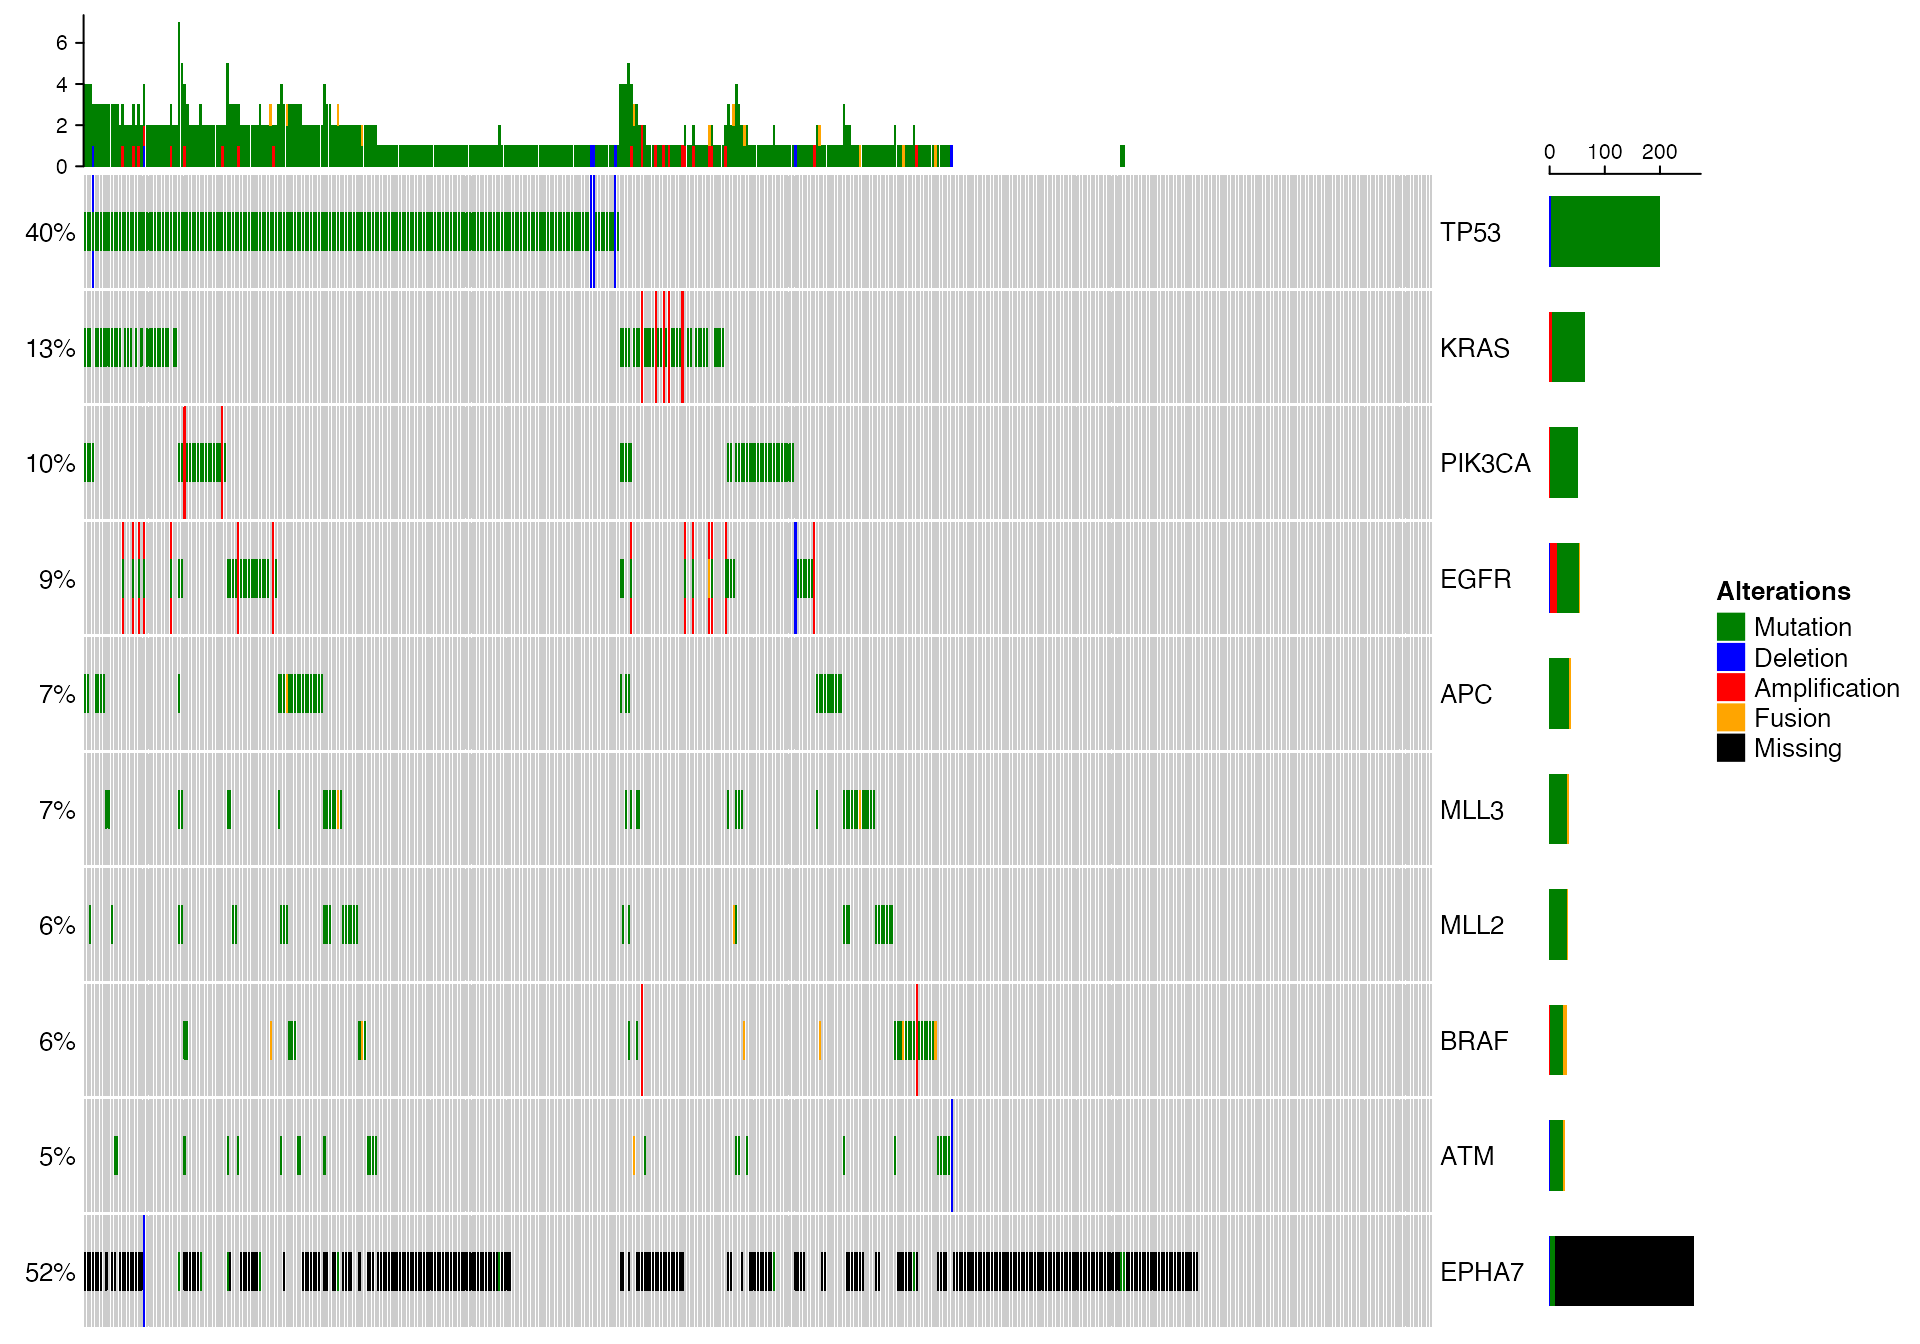 6
4
2
0
0 100 200
40% TP53
13% KRAS
10% PIK3CA
9% EGFR
7% APC
7% MLL3
6% MLL2
6% BRAF
5% ATM
52% EPHA7
Alterations
Mutation
Deletion
Amplification
Fusion
Missing